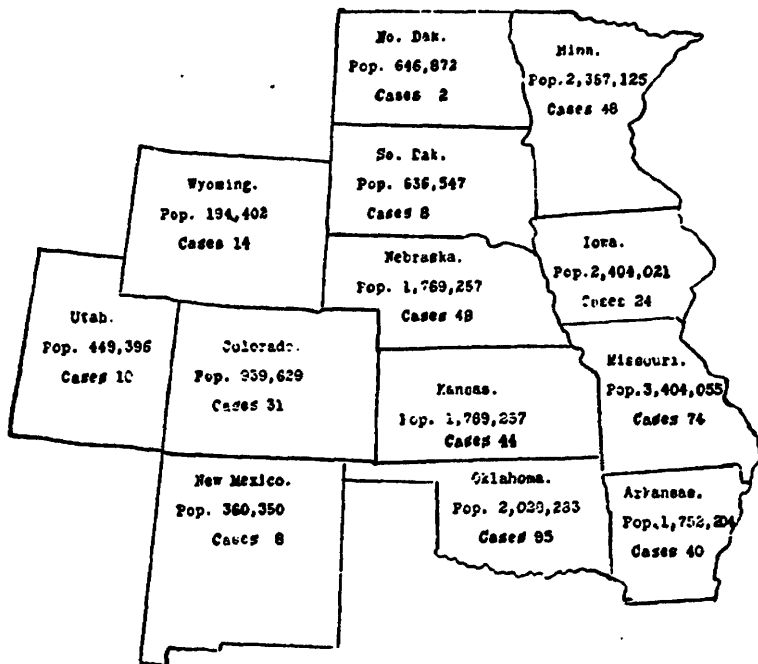 No. Dak.
Pop. 646,872
Cases 2
Minn.
Pop. 2,367,125
Cases 48
So. Dak.
Pop. 636,547
Cases 8
Wyoming.
Pop. 194,402
Cases 14
Nebraska.
Pop. 1,769,257
Cases 48
Iowa.
Pop. 2,404,021
Cases 24
Utah.
Pop. 449,396
Cases 10
Colorado.
Pop. 939,629
Cases 31
Kansas.
Pop. 1,769,257
Cases 44
Missouri.
Pop. 3,404,055
Cases 74
New Mexico.
Pop. 360,350
Cases 8
Oklahoma.
Pop. 2,028,283
Cases 95
Arkansas.
Pop. 1,752,204
Cases 40